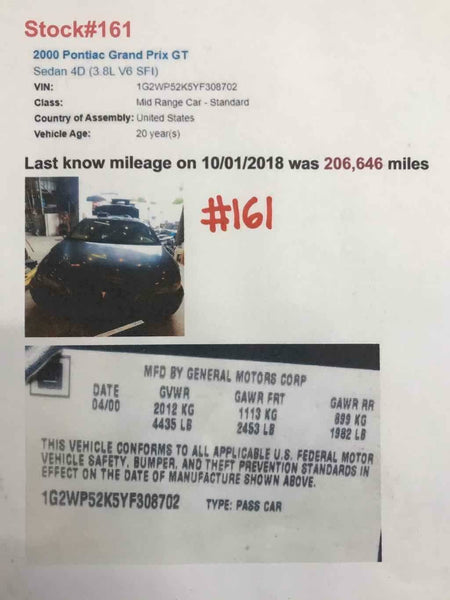 Stock#161
2000 Pontiac Grand Prix GT
Sedan 4D (3.8L V6 SFI)
VIN: 1G2WP52K5YF308702
Class: Mid Range Car - Standard
Country of Assembly: United States
Vehicle Age: 20 year(s)
Last know mileage on 10/01/2018 was 206,646 miles
#161
MFD BY GENERAL MOTORS CORP
DATE GVWR GAWR FRT GAWR RR
04/00 2012 KG 1113 KG 899 KG
4435 LB 2453 LB 1982 LB
THIS VEHICLE CONFORMS TO ALL APPLICABLE U.S. FEDERAL MOTOR
VEHICLE SAFETY, BUMPER, AND THEFT PREVENTION STANDARDS IN
EFFECT ON THE DATE OF MANUFACTURE SHOWN ABOVE.
1G2WP52K5YF308702 TYPE: PASS CAR